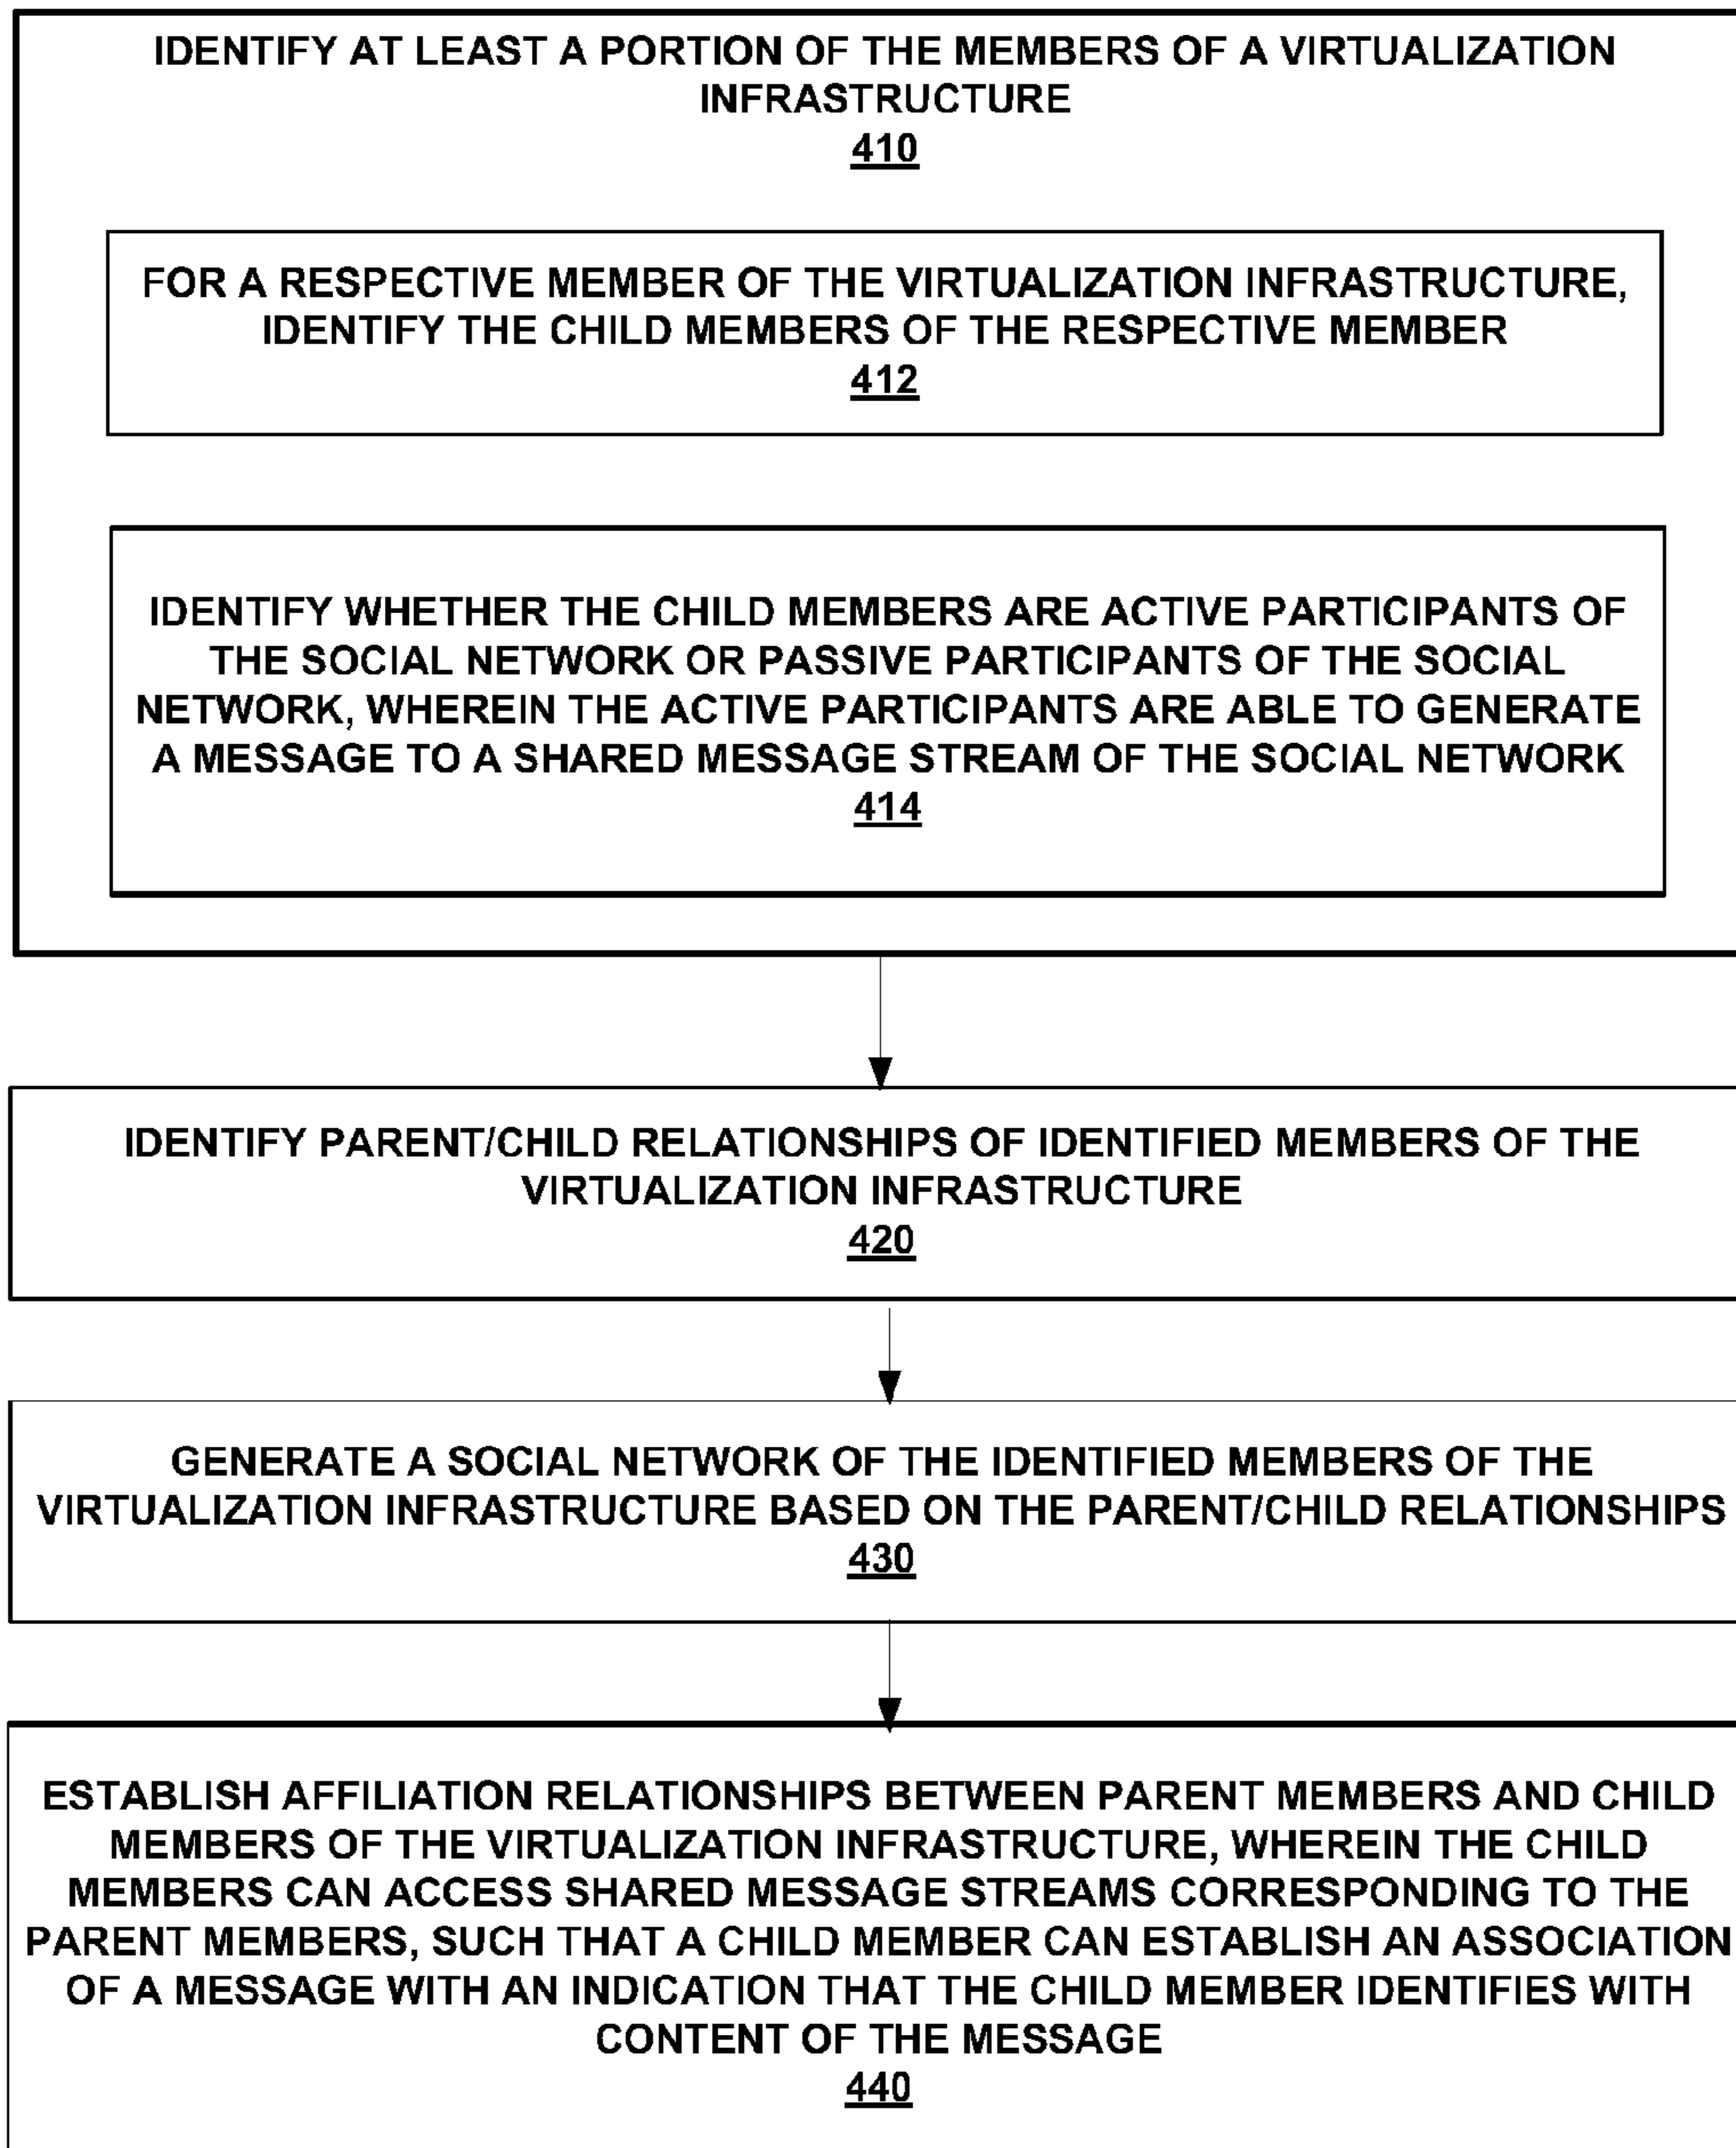 IDENTIFY AT LEAST A PORTION OF THE MEMBERS OF A VIRTUALIZATION
INFRASTRUCTURE
410
FOR A RESPECTIVE MEMBER OF THE VIRTUALIZATION INFRASTRUCTURE,
IDENTIFY THE CHILD MEMBERS OF THE RESPECTIVE MEMBER
412
IDENTIFY WHETHER THE CHILD MEMBERS ARE ACTIVE PARTICIPANTS OF
THE SOCIAL NETWORK OR PASSIVE PARTICIPANTS OF THE SOCIAL
NETWORK, WHEREIN THE ACTIVE PARTICIPANTS ARE ABLE TO GENERATE
A MESSAGE TO A SHARED MESSAGE STREAM OF THE SOCIAL NETWORK
414
IDENTIFY PARENT/CHILD RELATIONSHIPS OF IDENTIFIED MEMBERS OF THE
VIRTUALIZATION INFRASTRUCTURE
420
GENERATE A SOCIAL NETWORK OF THE IDENTIFIED MEMBERS OF THE
VIRTUALIZATION INFRASTRUCTURE BASED ON THE PARENT/CHILD RELATIONSHIPS
430
ESTABLISH AFFILIATION RELATIONSHIPS BETWEEN PARENT MEMBERS AND CHILD
MEMBERS OF THE VIRTUALIZATION INFRASTRUCTURE, WHEREIN THE CHILD
MEMBERS CAN ACCESS SHARED MESSAGE STREAMS CORRESPONDING TO THE
PARENT MEMBERS, SUCH THAT A CHILD MEMBER CAN ESTABLISH AN ASSOCIATION
OF A MESSAGE WITH AN INDICATION THAT THE CHILD MEMBER IDENTIFIES WITH
CONTENT OF THE MESSAGE
440